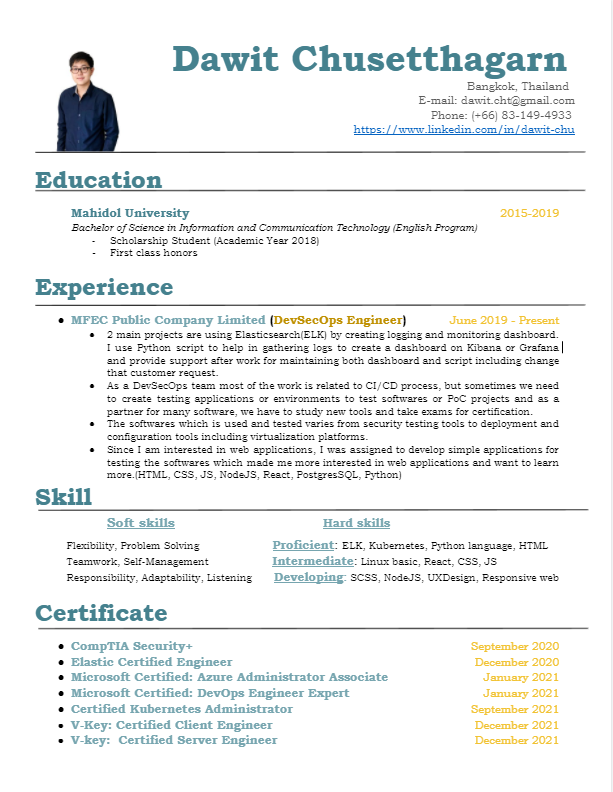 Dawit Chusetthagarn
Bangkok, Thailand
E-mail: dawit.cht@gmail.com
Phone: (+66) 83-149-4933
https://www.linkedin.com/in/dawit-chu
Education
Mahidol University 2015-2019
Bachelor of Science in Information and Communication Technology (English Program)
- Scholarship Student (Academic Year 2018)
- First class honors
Experience
• MFEC Public Company Limited (DevSecOps Engineer) June 2019 - Present
• 2 main projects are using Elasticsearch(ELK) by creating logging and monitoring dashboard.
I use Python script to help in gathering logs to create a dashboard on Kibana or Grafana
and provide support after work for maintaining both dashboard and script including change
that customer request.
• As a DevSecOps team most of the work is related to CI/CD process, but sometimes we need
to create testing applications or environments to test softwares or PoC projects and as a
partner for many software, we have to study new tools and take exams for certification.
• The softwares which is used and tested varies from security testing tools to deployment and
configuration tools including virtualization platforms.
• Since I am interested in web applications, I was assigned to develop simple applications for
testing the softwares which made me more interested in web applications and want to learn
more.(HTML, CSS, JS, NodeJS, React, PostgresSQL, Python)
Skill
Soft skills Hard skills
Flexibility, Problem Solving Proficient: ELK, Kubernetes, Python language, HTML
Teamwork, Self-Management Intermediate: Linux basic, React, CSS, JS
Responsibility, Adaptability, Listening Developing: SCSS, NodeJS, UXDesign, Responsive web
Certificate
• CompTIA Security+ September 2020
• Elastic Certified Engineer December 2020
• Microsoft Certified: Azure Administrator Associate January 2021
• Microsoft Certified: DevOps Engineer Expert January 2021
• Certified Kubernetes Administrator September 2021
• V-Key: Certified Client Engineer December 2021
• V-key: Certified Server Engineer December 2021